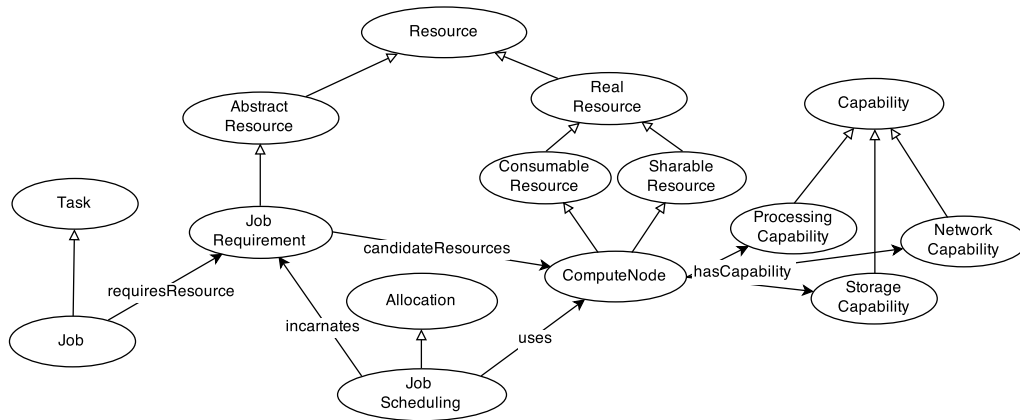 Resource
Real
Resource
Abstract
Resource
Capability
Consumable
Resource
Sharable
Resource
Task
Job
Requirement
Processing
Capability
Network
Capability
candidateResources
ComputeNode
hasCapability
requiresResource
Allocation
Storage
Capability
incarnates
uses
Job
Job
Scheduling